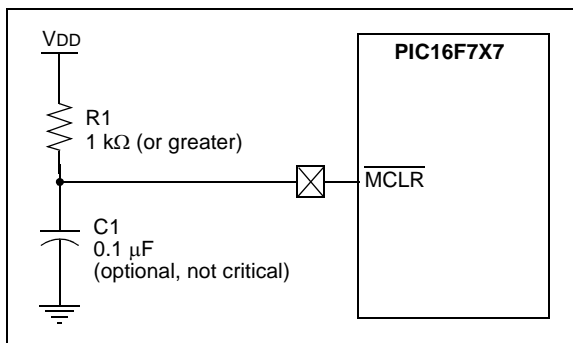 VDD
PIC16F7X7
R1
1 kΩ (or greater)
MCLR
C1
0.1 μF
(optional, not critical)